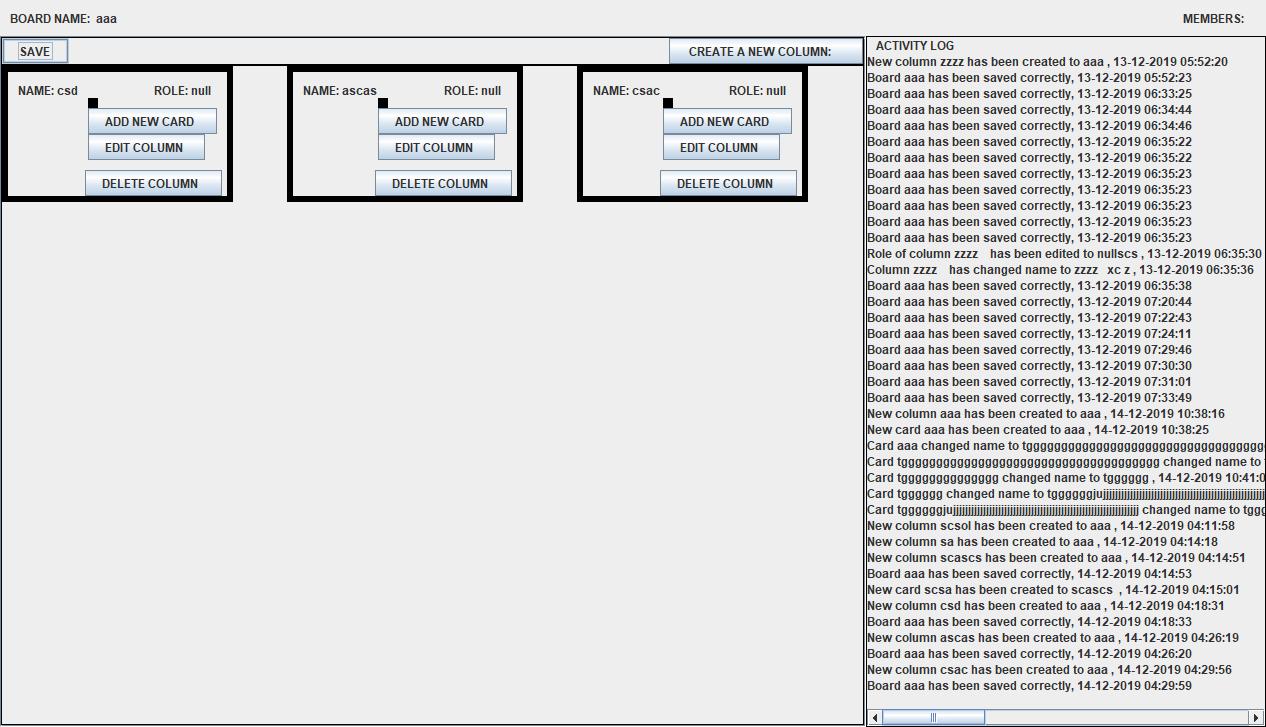 BOARD NAME: aaa MEMBERS:
SAVE CREATE A NEW COLUMN:
NAME: csd ROLE: null
ADD NEW CARD
EDIT COLUMN
DELETE COLUMN
NAME: ascas ROLE: null
ADD NEW CARD
EDIT COLUMN
DELETE COLUMN
NAME: csac ROLE: null
ADD NEW CARD
EDIT COLUMN
DELETE COLUMN
ACTIVITY LOG
New column zzzz has been created to aaa , 13-12-2019 05:52:20
Board aaa has been saved correctly, 13-12-2019 05:52:23
Board aaa has been saved correctly, 13-12-2019 06:33:25
Board aaa has been saved correctly, 13-12-2019 06:34:44
Board aaa has been saved correctly, 13-12-2019 06:34:46
Board aaa has been saved correctly, 13-12-2019 06:35:22
Board aaa has been saved correctly, 13-12-2019 06:35:22
Board aaa has been saved correctly, 13-12-2019 06:35:23
Board aaa has been saved correctly, 13-12-2019 06:35:23
Board aaa has been saved correctly, 13-12-2019 06:35:23
Board aaa has been saved correctly, 13-12-2019 06:35:23
Board aaa has been saved correctly, 13-12-2019 06:35:23
Role of column zzzz has been edited to nullscs , 13-12-2019 06:35:30
Column zzzz has changed name to zzzz xc z , 13-12-2019 06:35:36
Board aaa has been saved correctly, 13-12-2019 06:35:38
Board aaa has been saved correctly, 13-12-2019 07:20:44
Board aaa has been saved correctly, 13-12-2019 07:22:43
Board aaa has been saved correctly, 13-12-2019 07:24:11
Board aaa has been saved correctly, 13-12-2019 07:29:46
Board aaa has been saved correctly, 13-12-2019 07:30:30
Board aaa has been saved correctly, 13-12-2019 07:31:01
Board aaa has been saved correctly, 13-12-2019 07:33:49
New column aaa has been created to aaa , 14-12-2019 10:38:16
New card aaa has been created to aaa , 14-12-2019 10:38:25
Card aaa changed name to
Card changed name to
Card tgggggggggggggg changed name to tgggggg , 14-12-2019 10:41:0
Card tgggggg changed name to
Card changed name to tggg
New column scsol has been created to aaa , 14-12-2019 04:11:58
New column sa has been created to aaa , 14-12-2019 04:14:18
New column scascs has been created to aaa , 14-12-2019 04:14:51
Board aaa has been saved correctly, 14-12-2019 04:14:53
New card scsa has been created to scascs , 14-12-2019 04:15:01
New column csd has been created to aaa , 14-12-2019 04:18:31
Board aaa has been saved correctly, 14-12-2019 04:18:33
New column ascas has been created to aaa , 14-12-2019 04:26:19
Board aaa has been saved correctly, 14-12-2019 04:26:20
New column csac has been created to aaa , 14-12-2019 04:29:56
Board aaa has been saved correctly, 14-12-2019 04:29:59